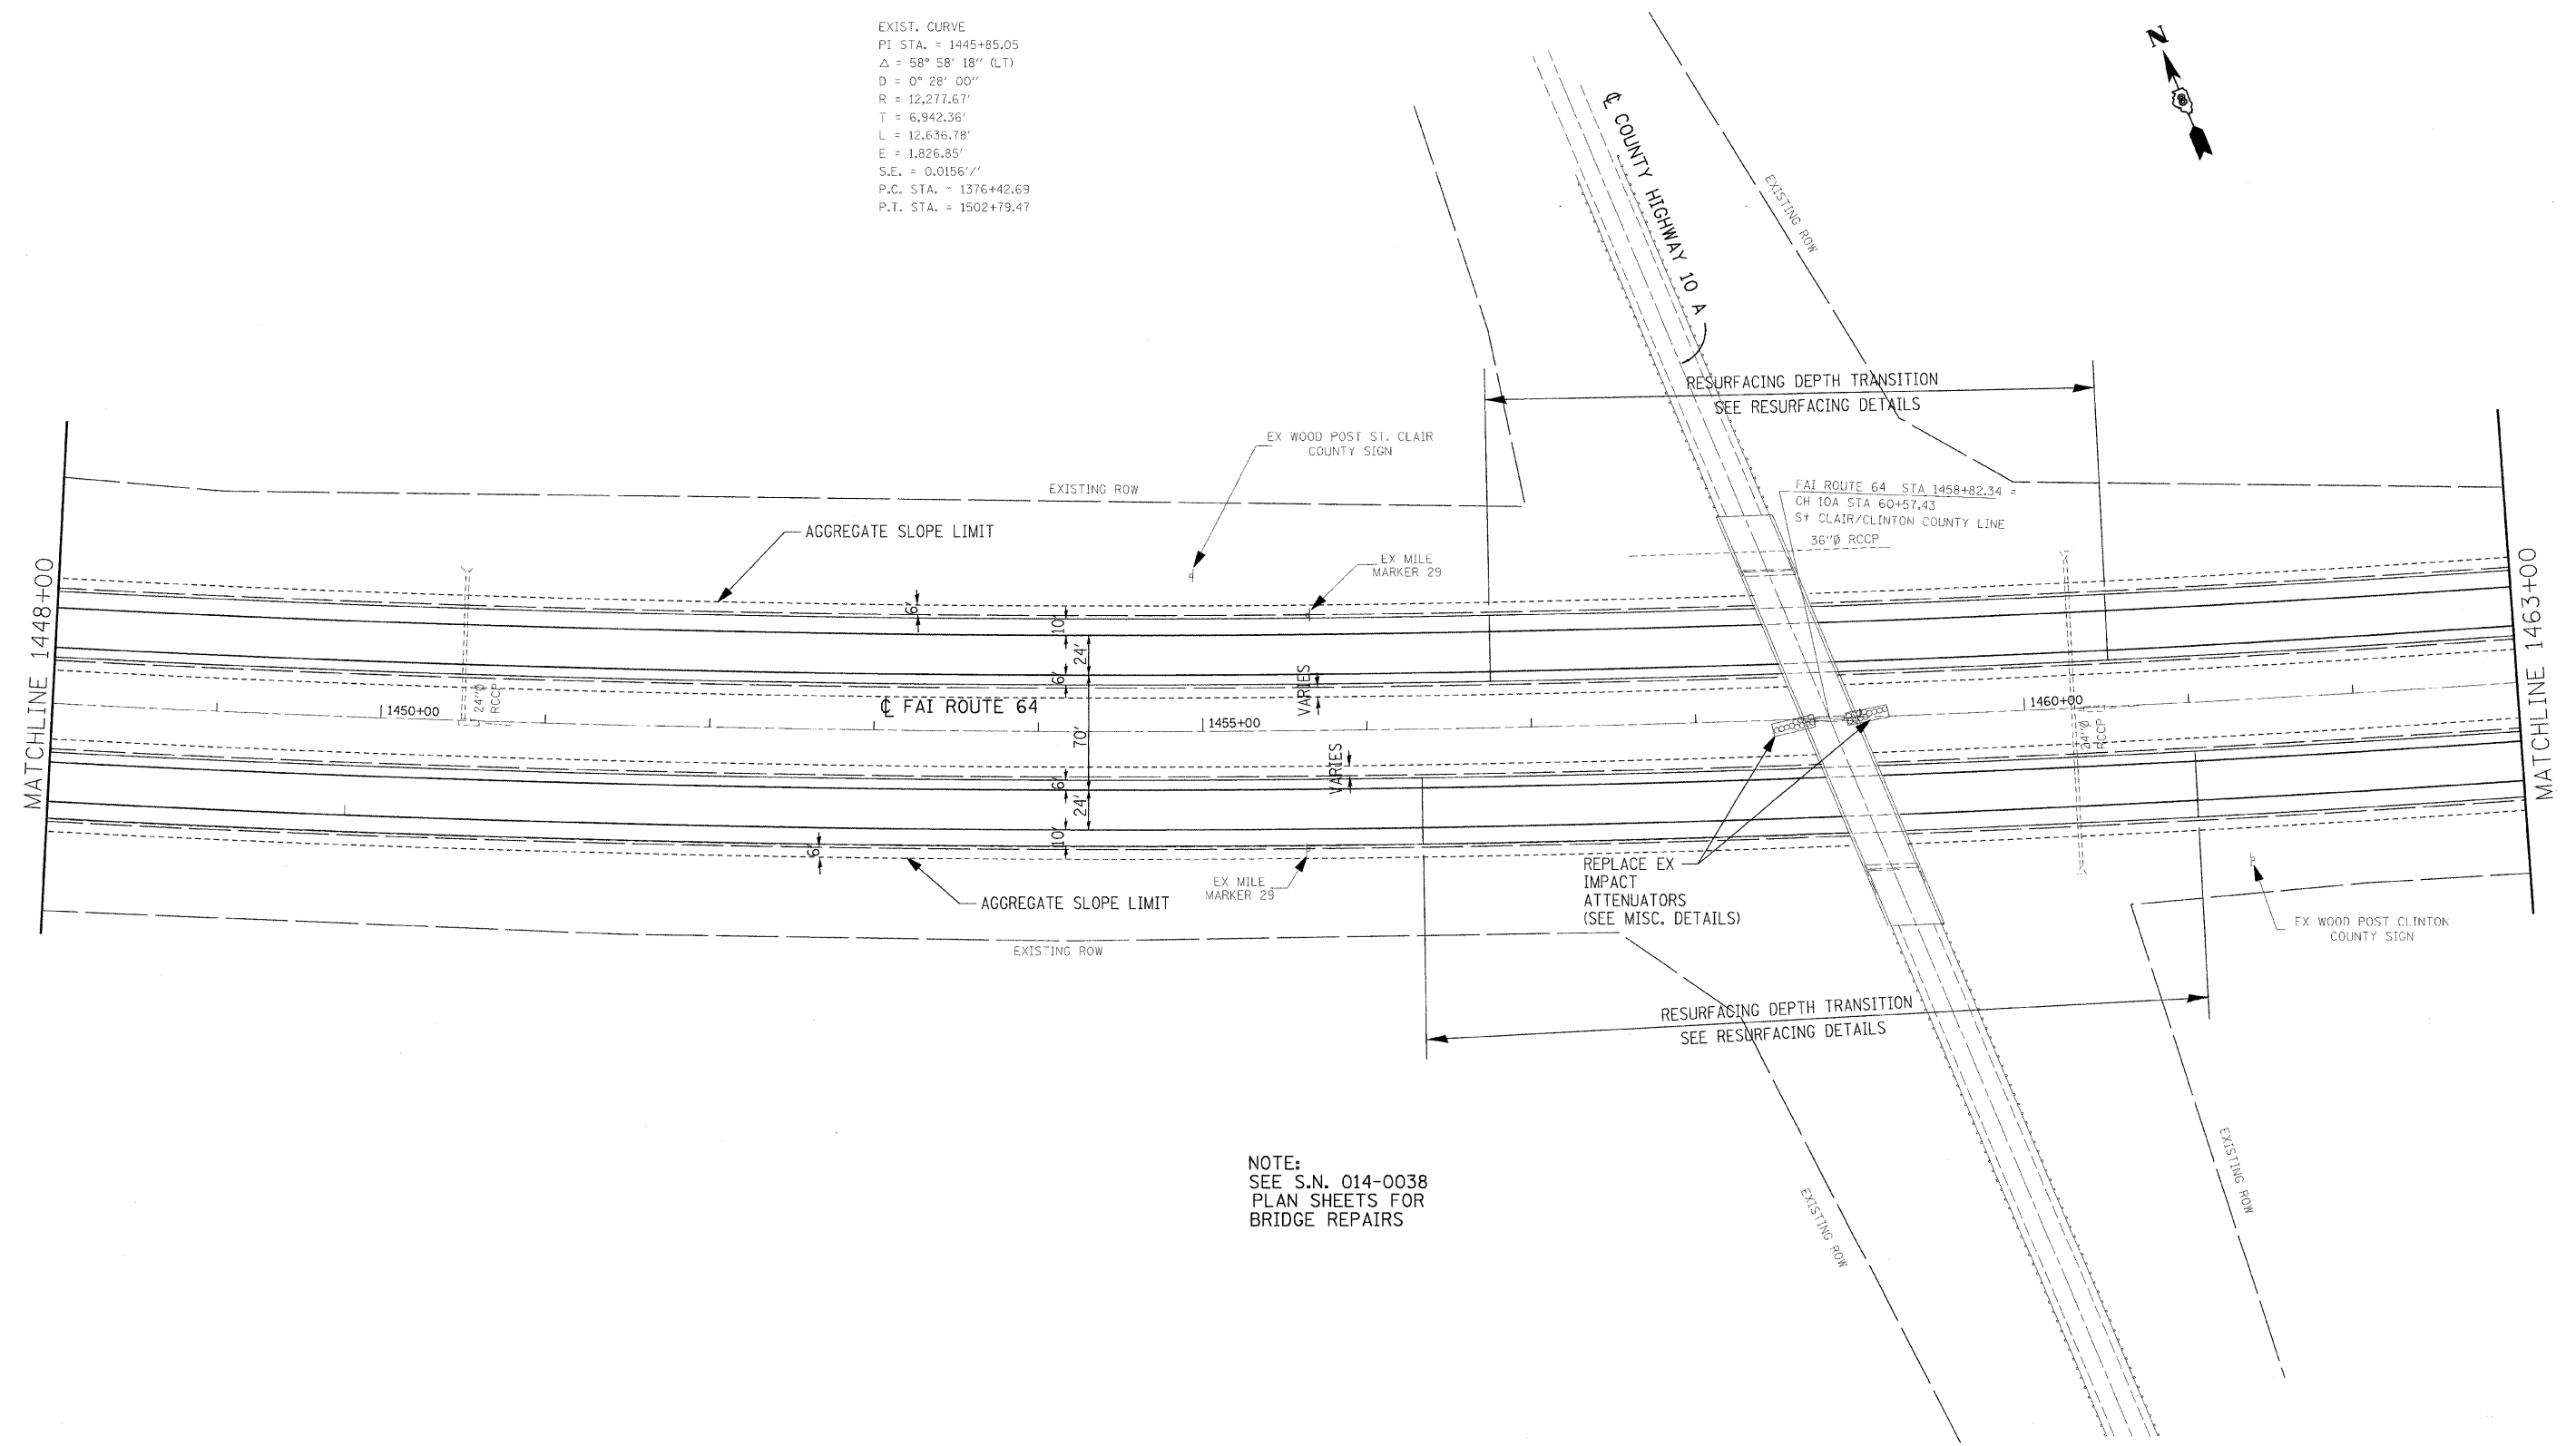 EXIST. CURVE
PI STA. = 1445+85.05
Δ = 58° 58' 18" (LT)
D = 0° 28' 00"
R = 12,277.67'
T = 6,942.36'
L = 12,636.78'
E = 1,826.85'
S.E. = 0.0156'/'
P.C. STA. = 1376+42.69
P.T. STA. = 1502+79.47
N
℄ COUNTY HIGHWAY 10 A
EXISTING ROW
RESURFACING DEPTH TRANSITION
SEE RESURFACING DETAILS
EX WOOD POST ST. CLAIR
COUNTY SIGN
EXISTING ROW
AGGREGATE SLOPE LIMIT
FAI ROUTE 64 STA 1458+82.34 =
CH 10A STA 60+57.43
St CLAIR/CLINTON COUNTY LINE
36"Ø RCCP
EX MILE
MARKER 29
MATCHLINE 1448+00
MATCHLINE 1463+00
6'
10'
24'
6'
VARIES
24"Ø
RCCP
1450+00
℄ FAI ROUTE 64
1455+00
1460+00
24"Ø
RCCP
70'
VARIES
6'
24'
10'
6'
REPLACE EX
IMPACT
ATTENUATORS
(SEE MISC. DETAILS)
EX MILE
MARKER 29
AGGREGATE SLOPE LIMIT
EX WOOD POST CLINTON
COUNTY SIGN
EXISTING ROW
RESURFACING DEPTH TRANSITION
SEE RESURFACING DETAILS
NOTE:
SEE S.N. 014-0038
PLAN SHEETS FOR
BRIDGE REPAIRS
EXISTING ROW
EXISTING ROW